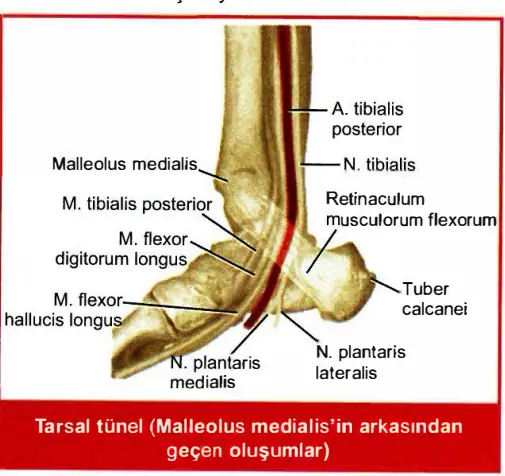 A. tibialis
posterior
Malleolus medialis
N. tibialis
M. tibialis posterior
Retinaculum
musculorum flexorum
M. flexor
digitorum longus
M. flexor
hallucis longus
Tuber
calcanei
N. plantaris
medialis
N. plantaris
lateralis
Tarsal tünel (Malleolus medialis'in arkasından
geçen oluşumlar)